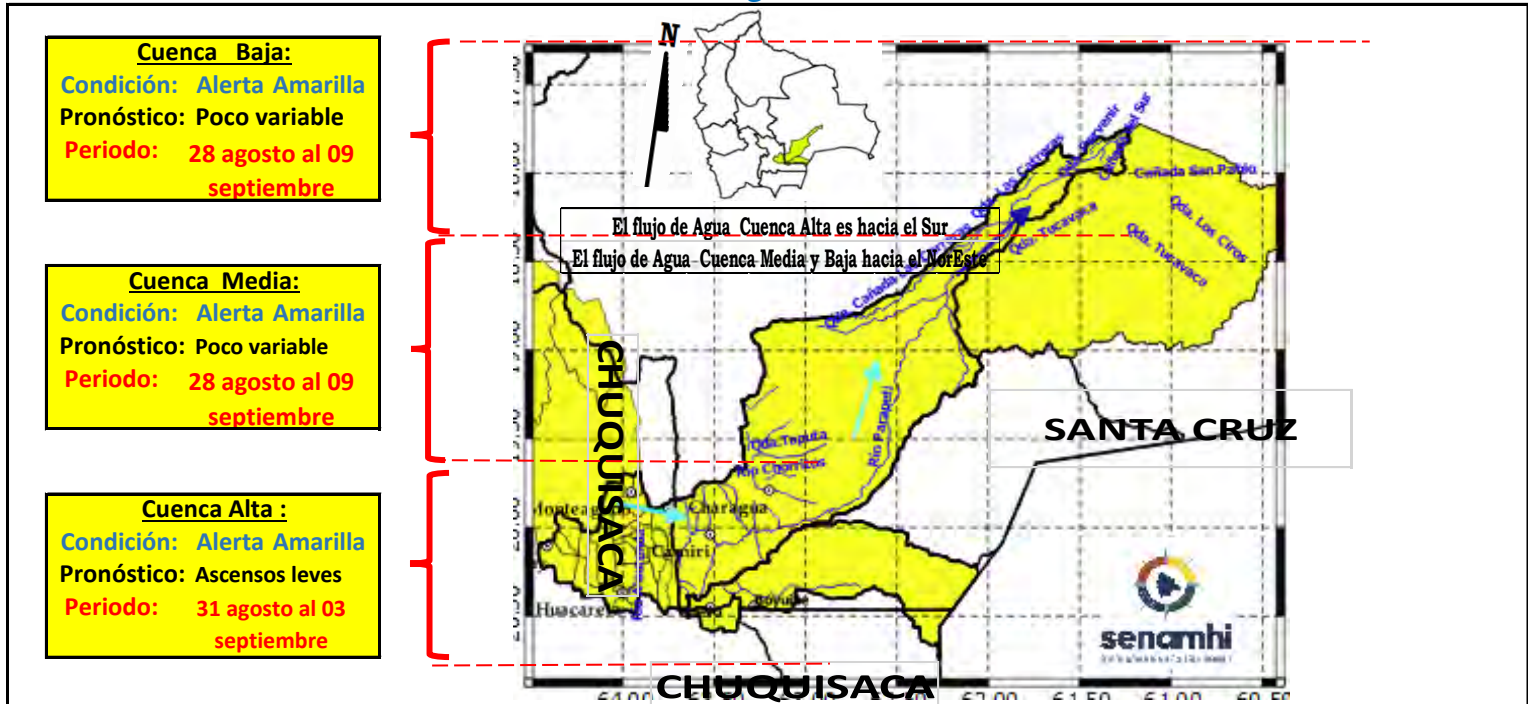 Cuenca Baja:
Condición: Alerta Amarilla
Pronóstico: Poco variable
Periodo: 28 agosto al 09
septiembre
Cuenca Media:
Condición: Alerta Amarilla
Pronóstico: Poco variable
Periodo: 28 agosto al 09
septiembre
Cuenca Alta :
Condición: Alerta Amarilla
Pronóstico: Ascensos leves
Periodo: 31 agosto al 03
septiembre
N
El flujo de Agua Cuenca Alta es hacia el Sur
El flujo de Agua Cuenca Media y Baja hacia el NorEste
Cañada San Pablo
Qda. Los Ciros
Qda. Tucavaca
Qda. Tucavaca
Qda. Taputa
Rio Charricos
Rio Parapeti
Charagua
Camiri
CHUQUISACA
SANTA CRUZ
CHUQUISACA
senamhi